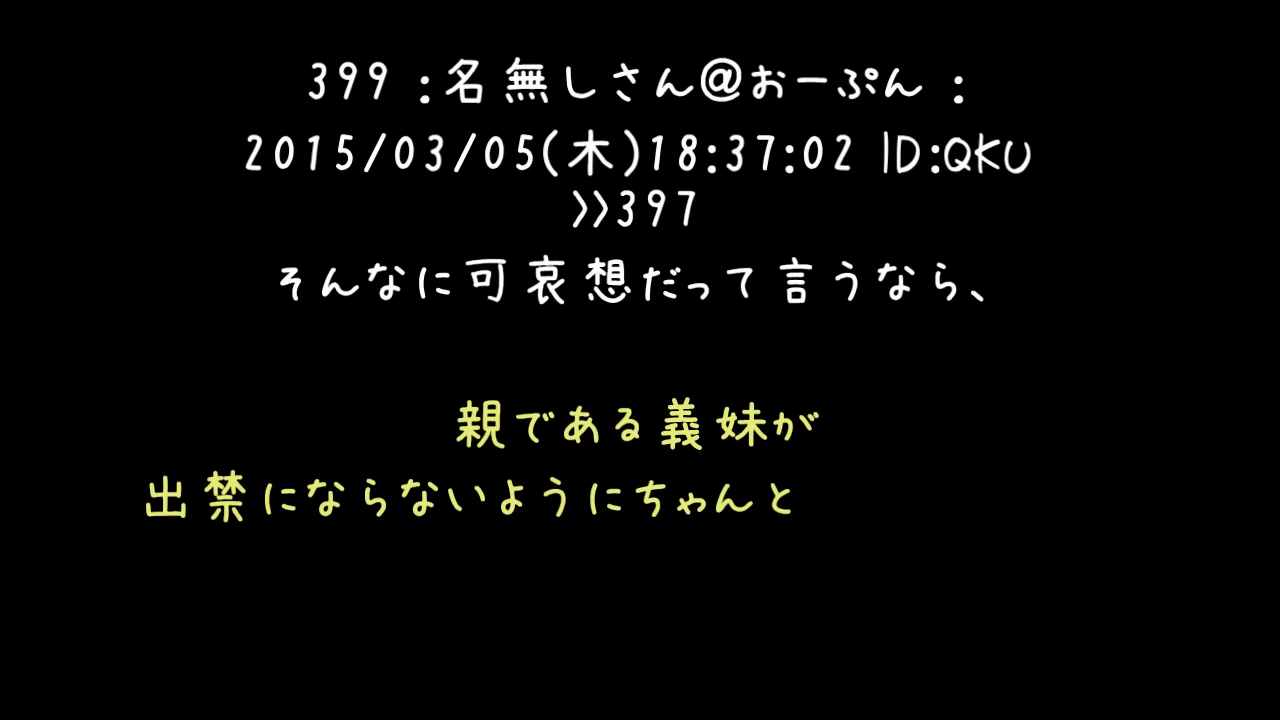 399 :名無しさん@おーぷん :
2015/03/05(木)18:37:02 ID:QKU
>>397
そんなに可哀想だって言うなら、
親である義妹が
出禁にならないようにちゃんと